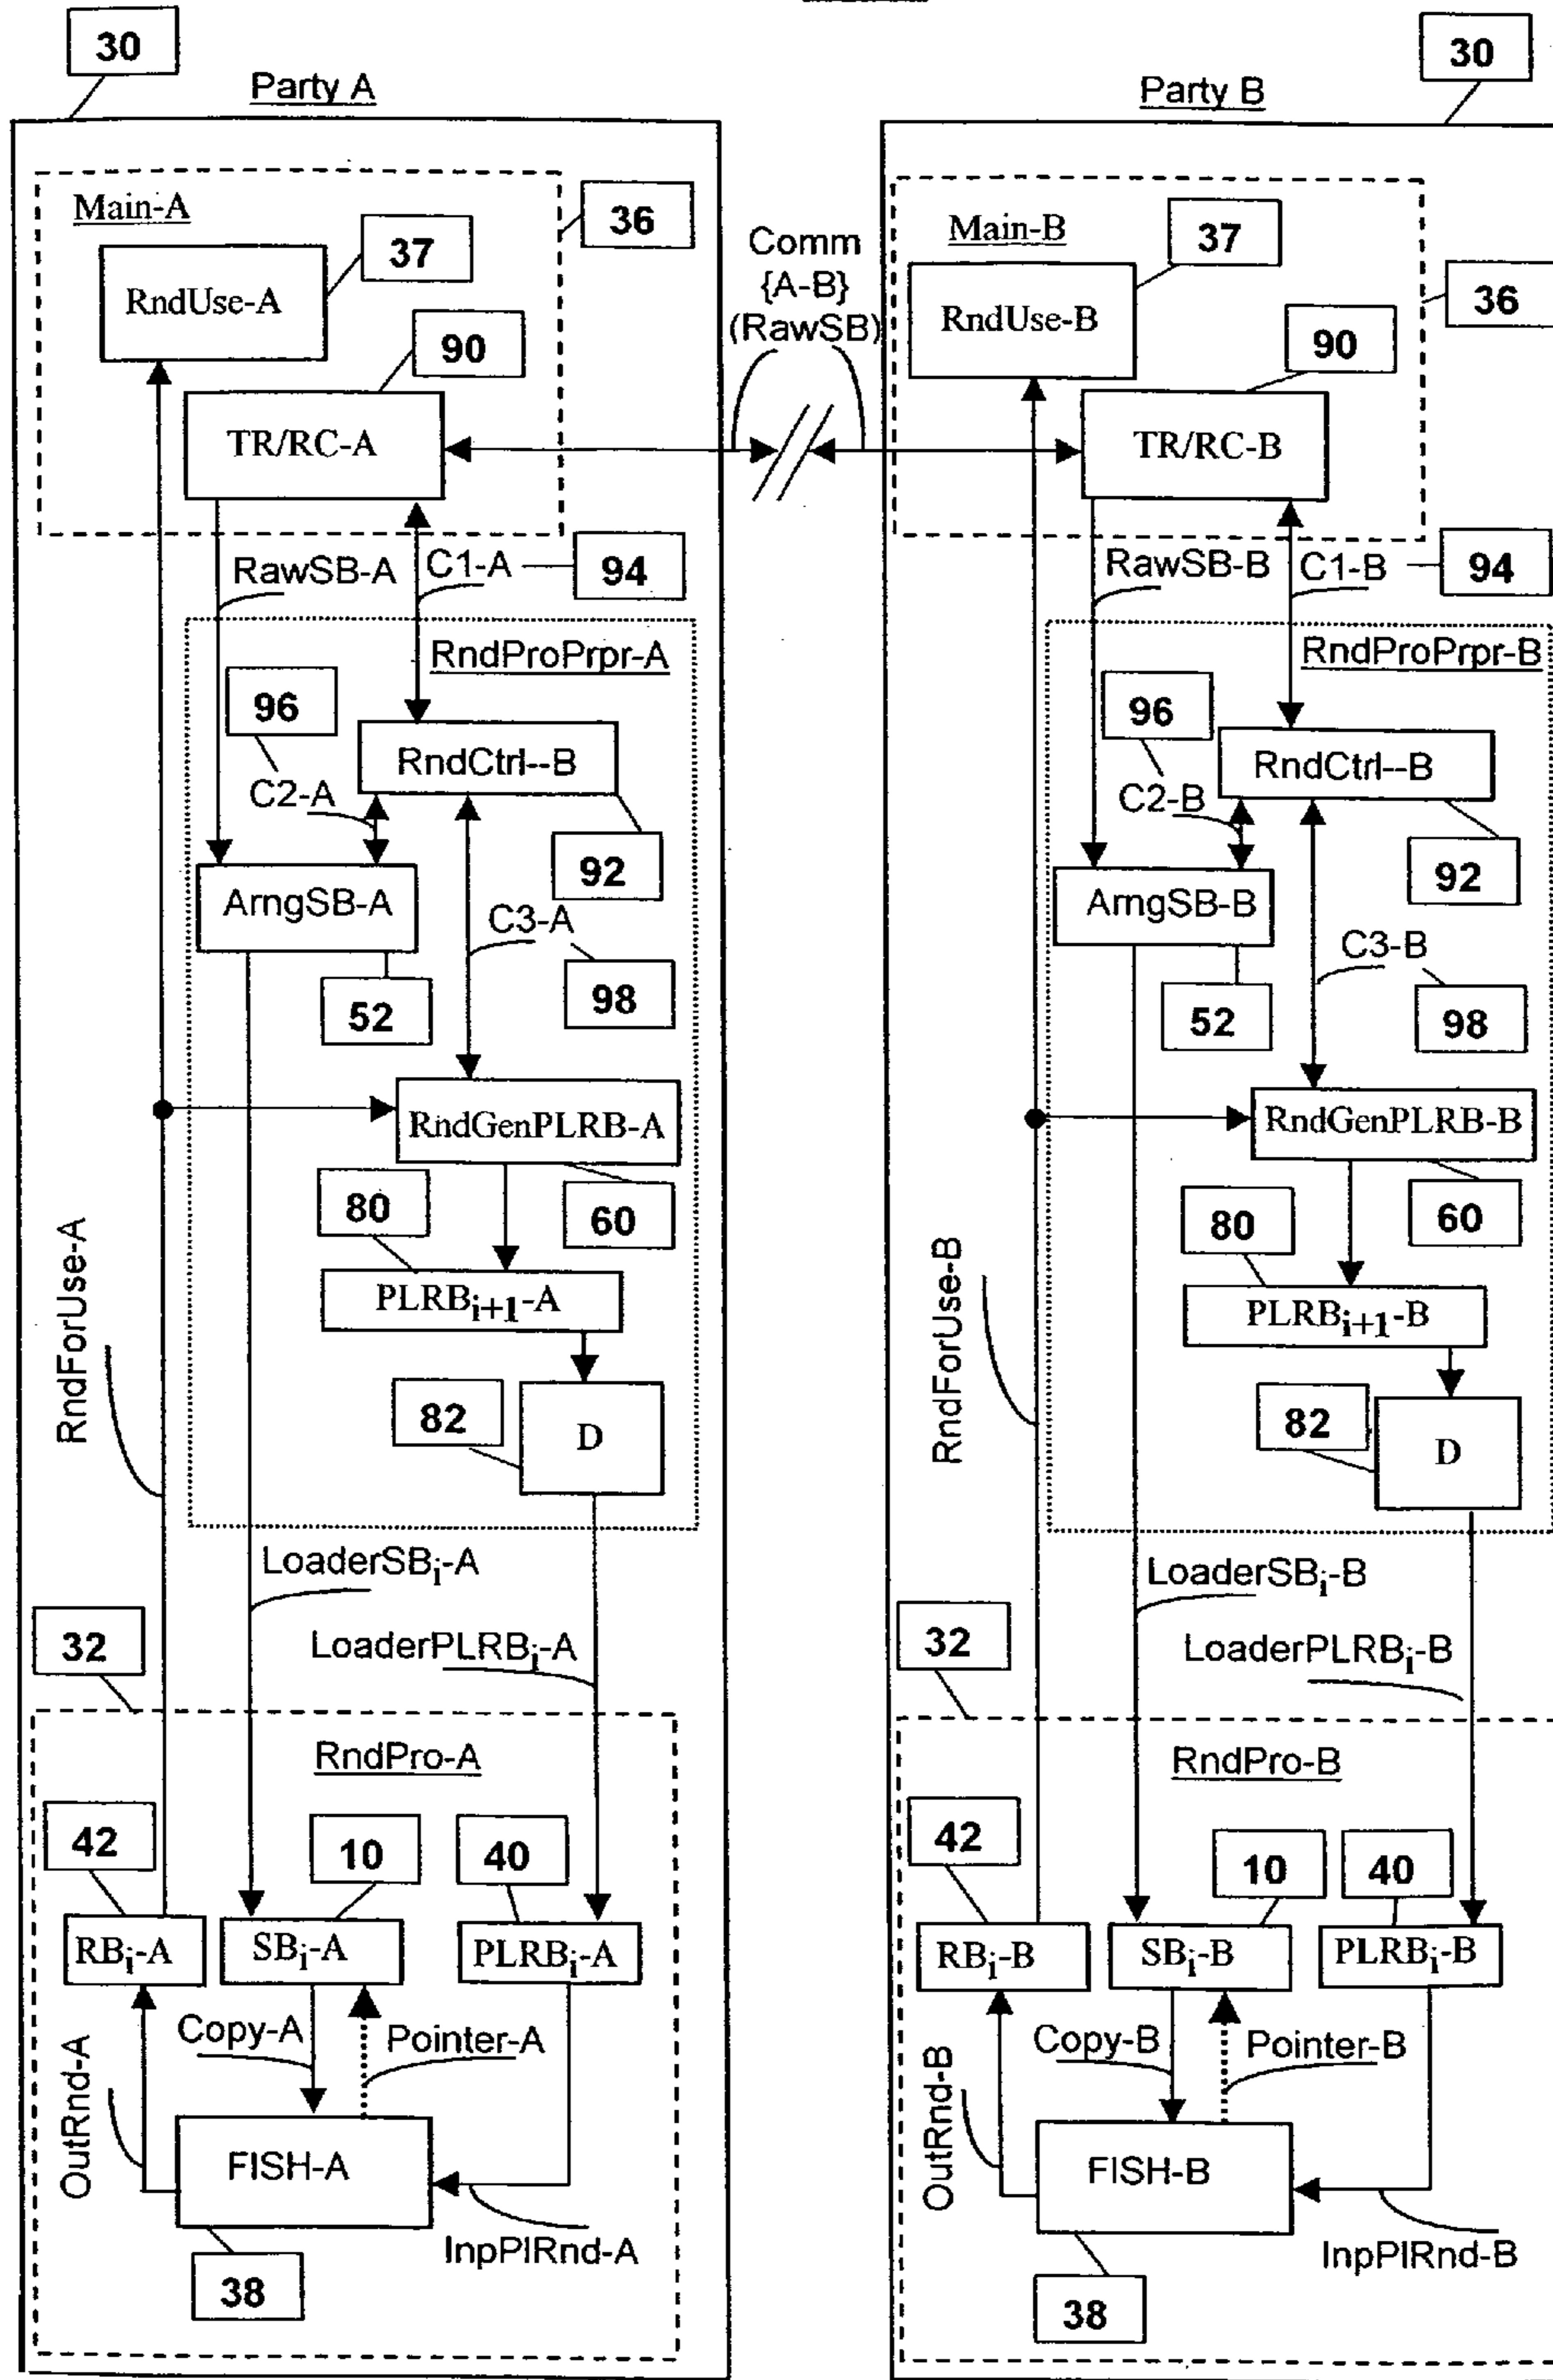 30
30
Party A
Party B
Main-A
36
37
RndUse-A
90
TR/RC-A
Comm
{A-B}
(RawSB)
Main-B
37
36
RndUse-B
90
TR/RC-B
RawSB-A
C1-A
94
RndProPrpr-A
96
RndCtrl--B
C2-A
92
ArngSB-A
C3-A
52
98
RndGenPLRB-A
80
60
PLRBi+1-A
82
D
RndForUse-A
LoaderSBi-A
32
LoaderPLRBi-A
RndPro-A
42
10
40
RBi-A
SBi-A
PLRBi-A
Copy-A
Pointer-A
OutRnd-A
FISH-A
InpPlRnd-A
38
RawSB-B
C1-B
94
RndProPrpr-B
96
RndCtrl--B
C2-B
92
ArngSB-B
C3-B
52
98
RndGenPLRB-B
80
60
PLRBi+1-B
82
D
RndForUse-B
LoaderSBi-B
32
LoaderPLRBi-B
RndPro-B
42
10
40
RBi-B
SBi-B
PLRBi-B
Copy-B
Pointer-B
OutRnd-B
FISH-B
InpPlRnd-B
38